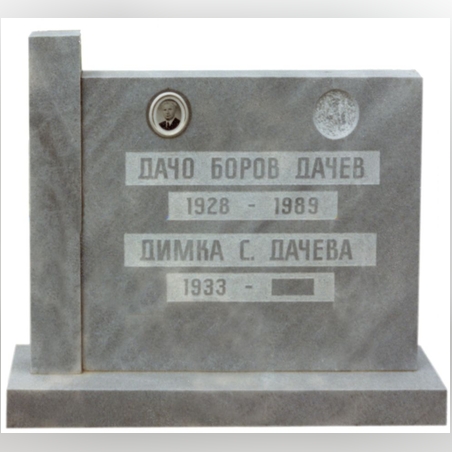 ДАЧО БОРОВ ДАЧЕВ
1928 - 1989
ДИМКА С. ДАЧЕВА
1933 -